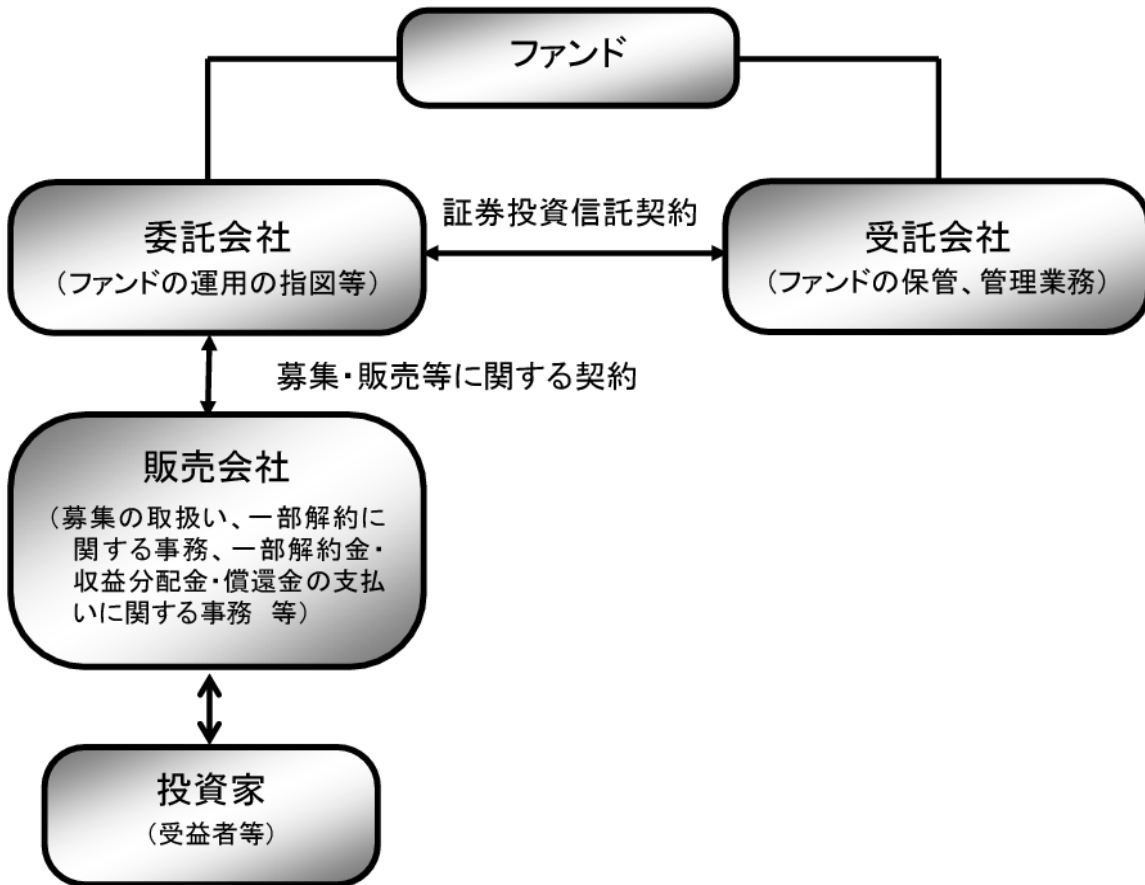 ファンド
委託会社
（ファンドの運用の指図等）
証券投資信託契約
受託会社
（ファンドの保管、管理業務）
募集・販売等に関する契約
販売会社
（募集の取扱い、一部解約に
関する事務、一部解約金・
収益分配金・償還金の支払
いに関する事務　等）
投資家
（受益者等）